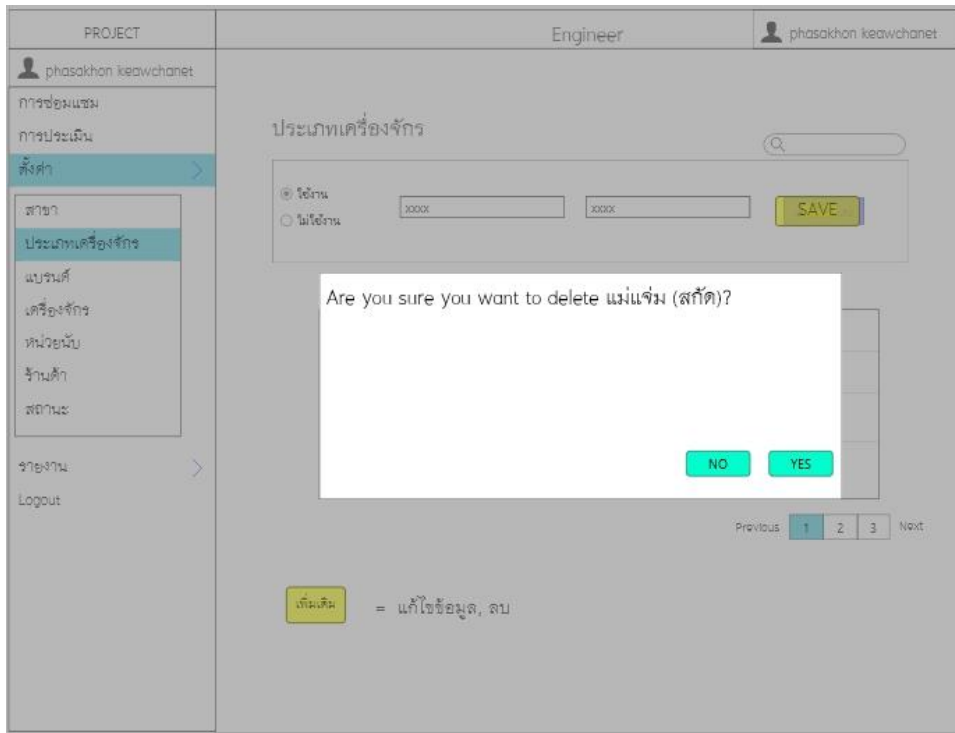 PROJECT
Engineer
phasakhon keawchanet
phasakhon keawchanet
การซ่อมแซม
การประเมิน
ตั้งค่า
สาขา
ประเภทเครื่องจักร
แบรนด์
เครื่องจักร
หน่วยนับ
ร้านค้า
สถานะ
รายงาน
Logout
ประเภทเครื่องจักร
ใช้งาน
ไม่ใช้งาน
xxxx
xxxx
SAVE
Are you sure you want to delete แม่แจ่ม (สกัด)?
NO
YES
Previous 1 2 3 Next
เพิ่มเติม = แก้ไขข้อมูล, ลบ